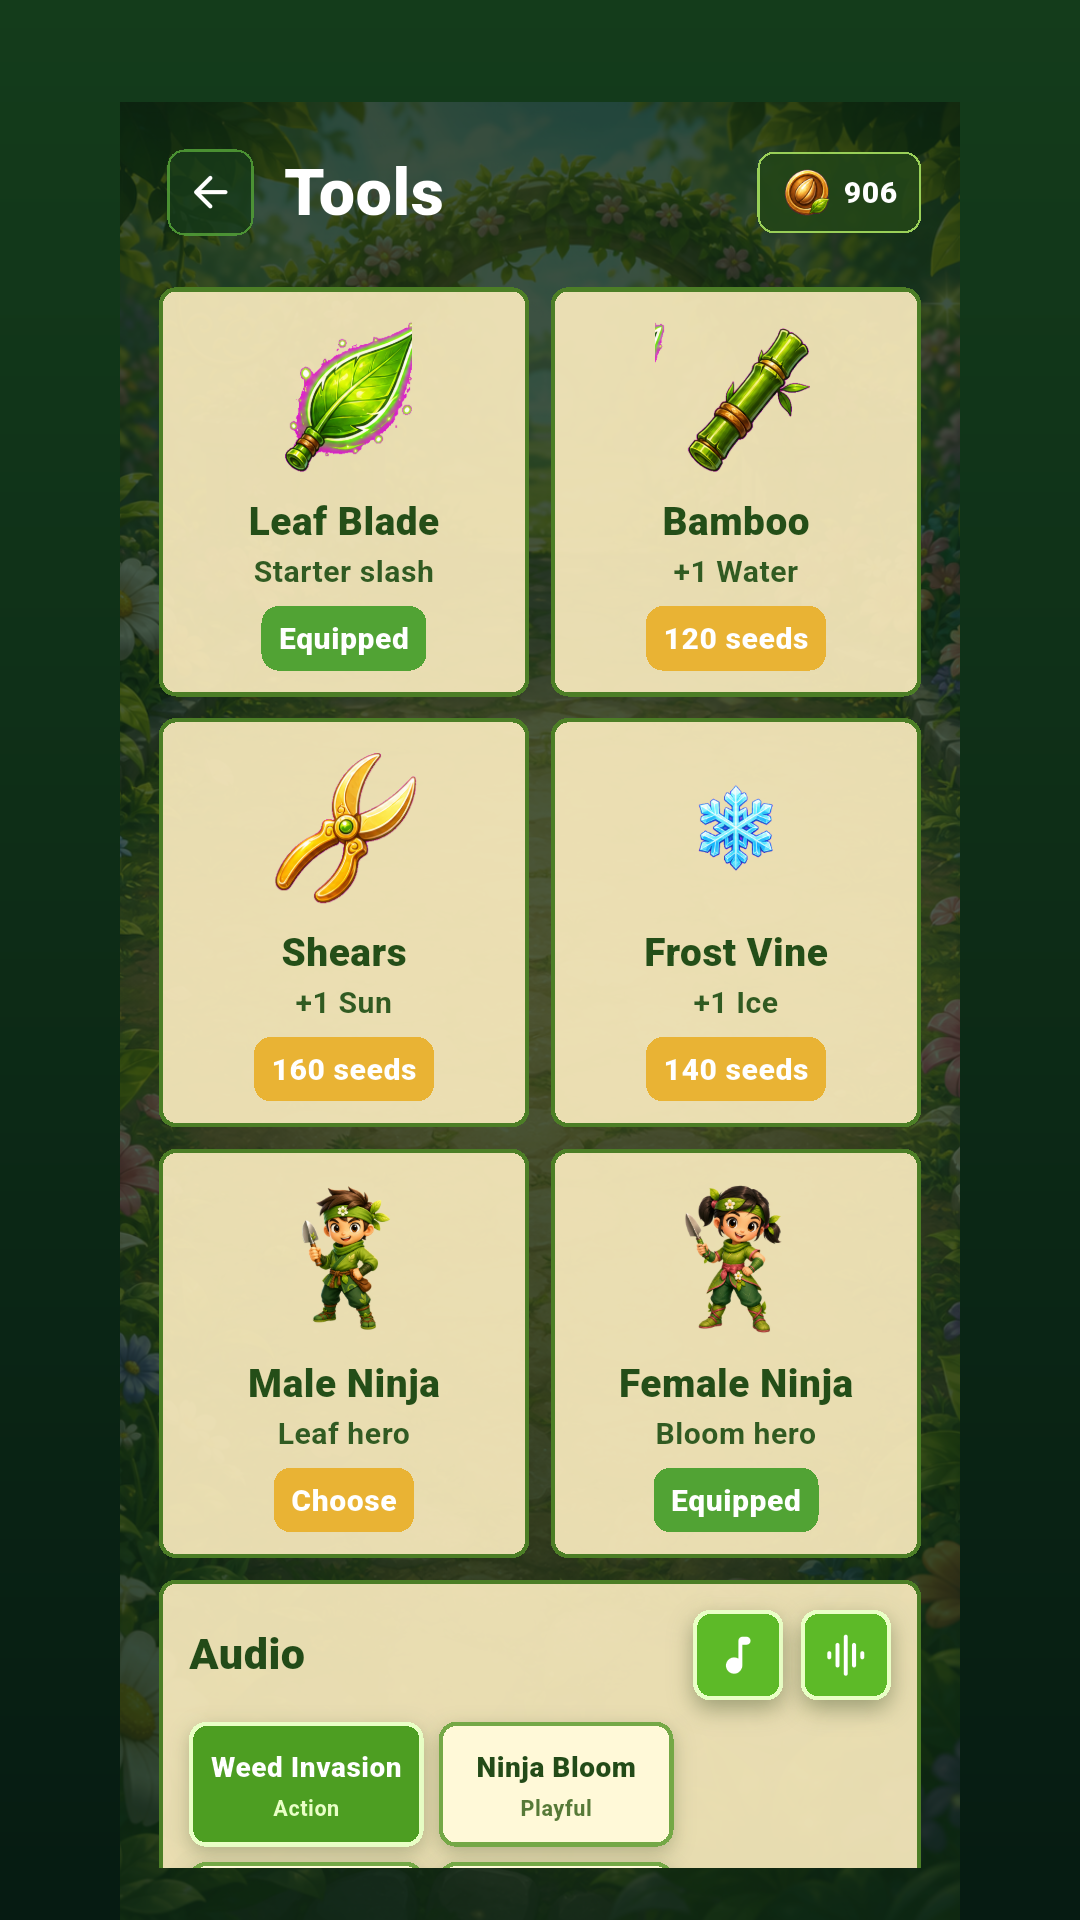 Tools
906
Leaf Blade
Starter slash
Equipped
Bamboo
+1 Water
120 seeds
Shears
+1 Sun
160 seeds
Frost Vine
+1 Ice
140 seeds
Male Ninja
Leaf hero
Choose
Female Ninja
Bloom hero
Equipped
Audio
Weed Invasion
Action
Ninja Bloom
Playful